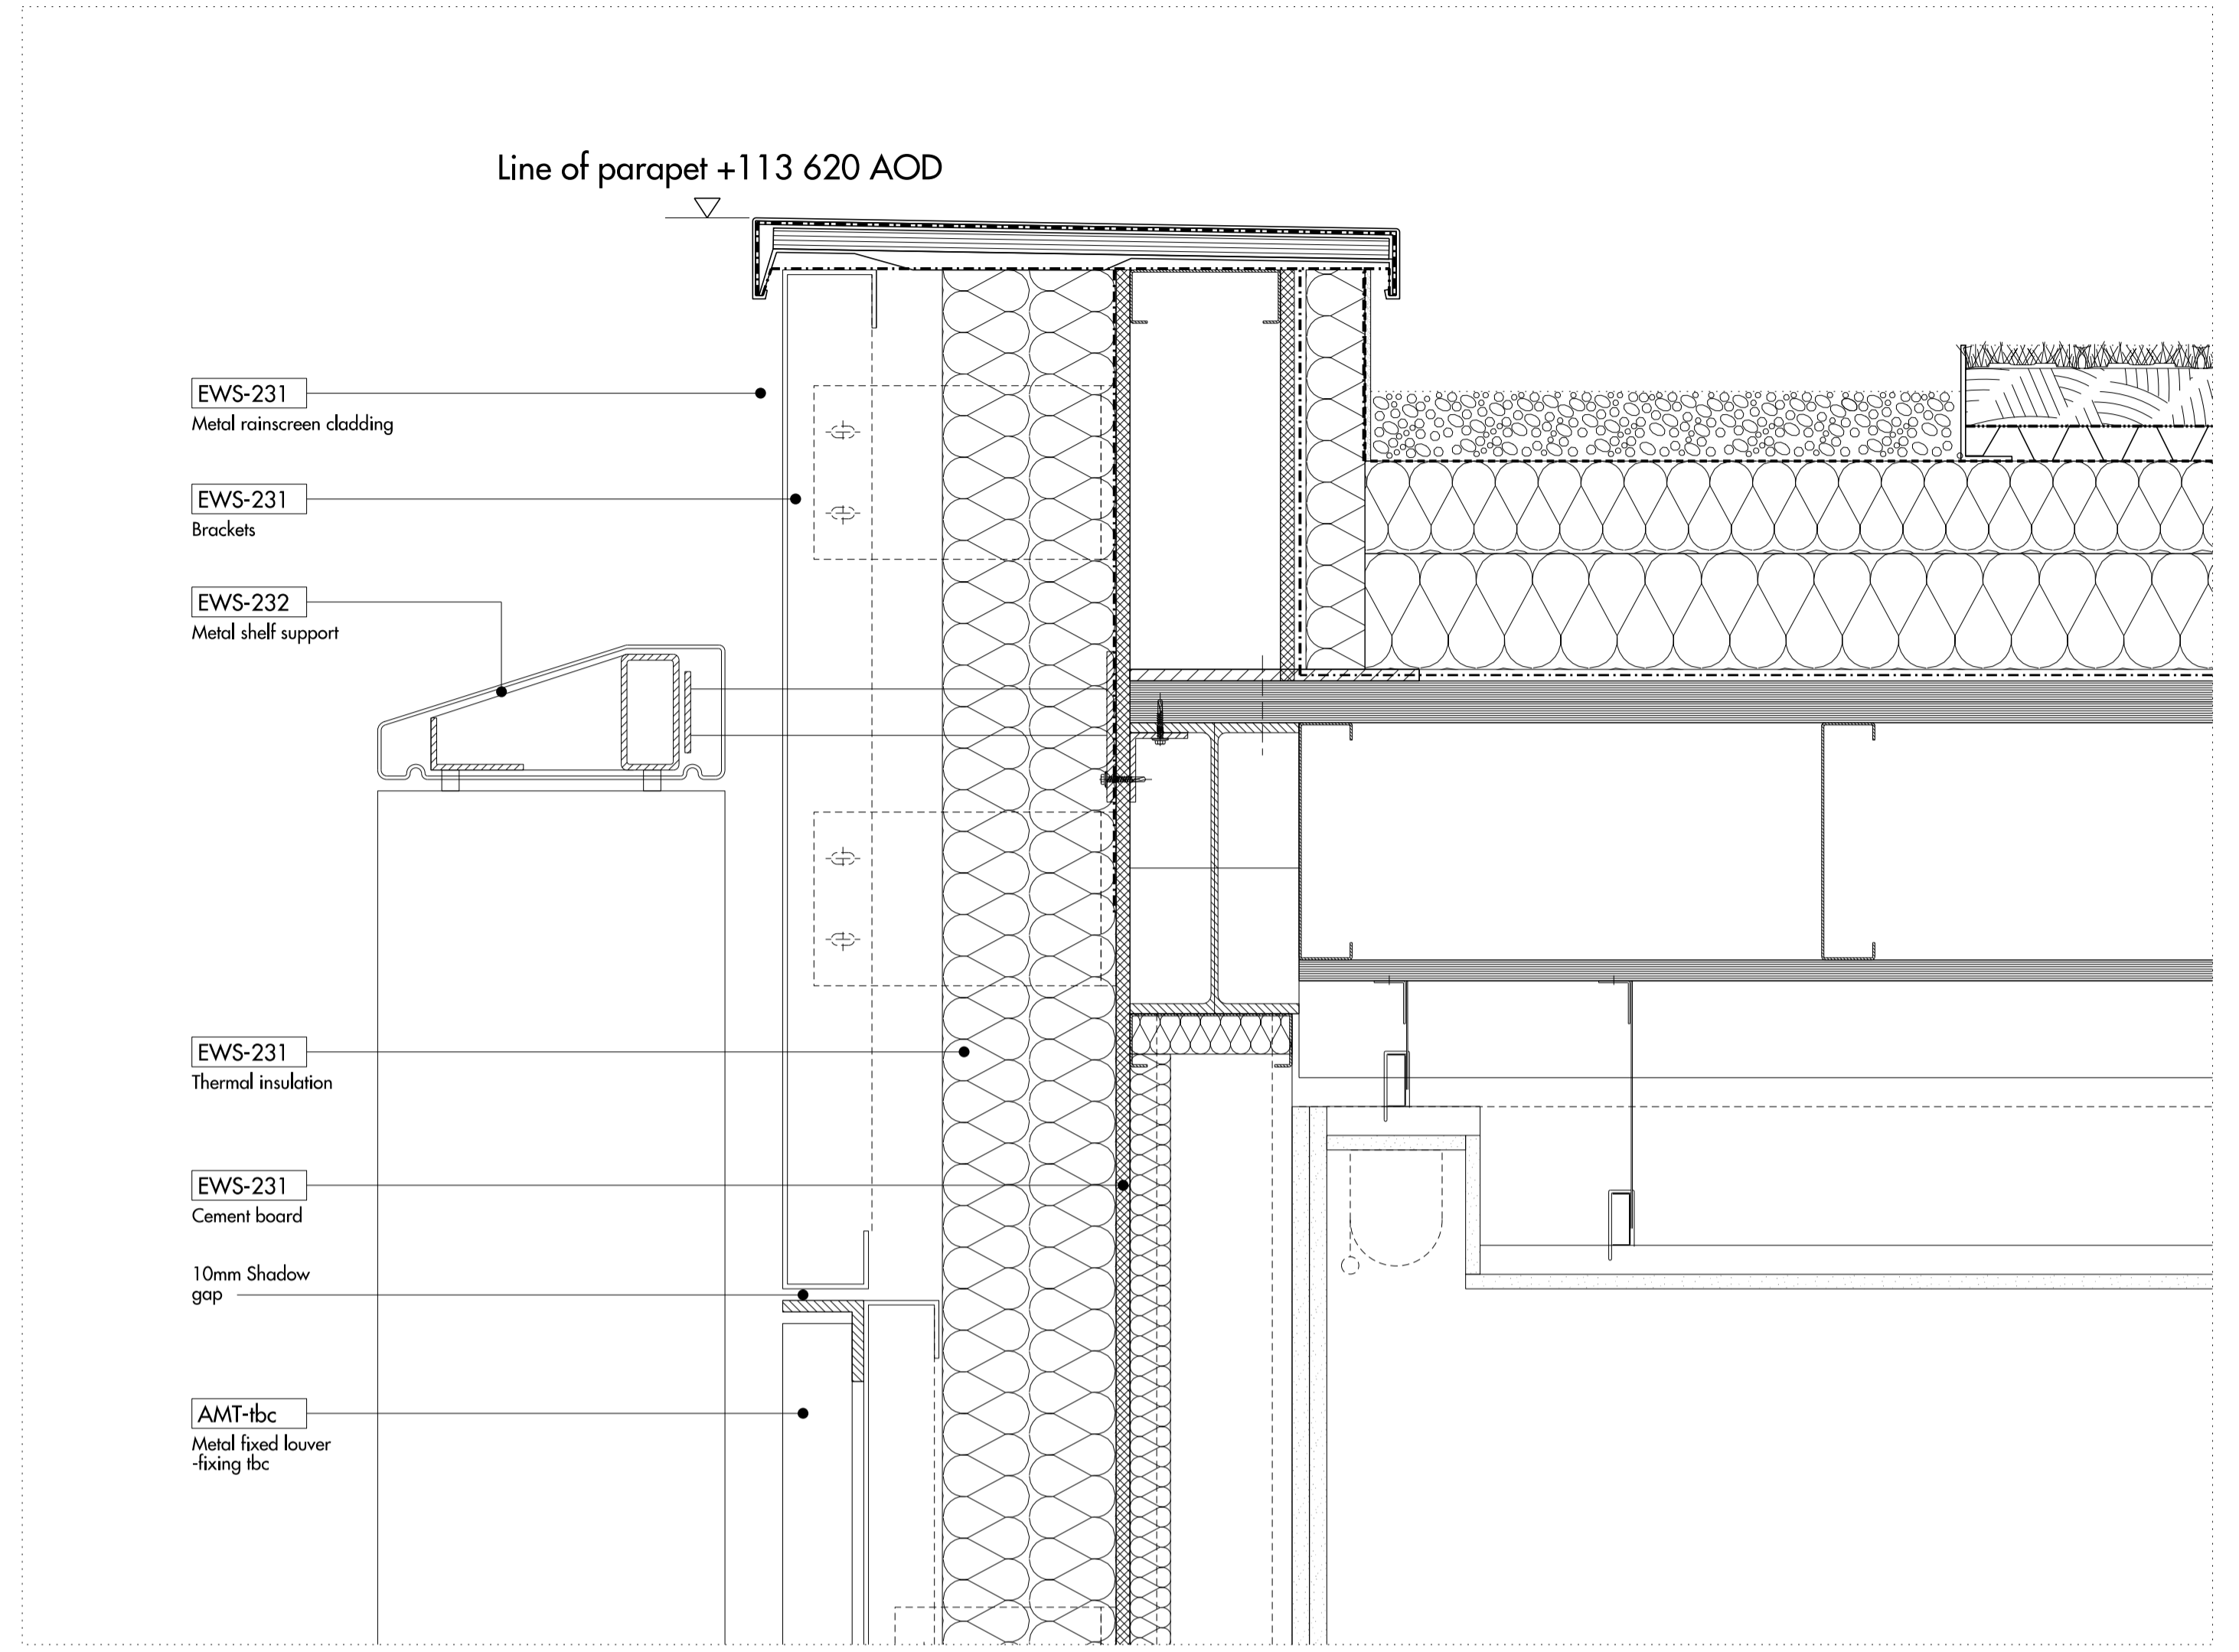 Line of parapet +113 620 AOD
EWS-231
Metal rainscreen cladding
EWS-231
Brackets
EWS-232
Metal shelf support
EWS-231
Thermal insulation
EWS-231
Cement board
10mm Shadow
gap
AMT-tbc
Metal fixed louver
-fixing tbc